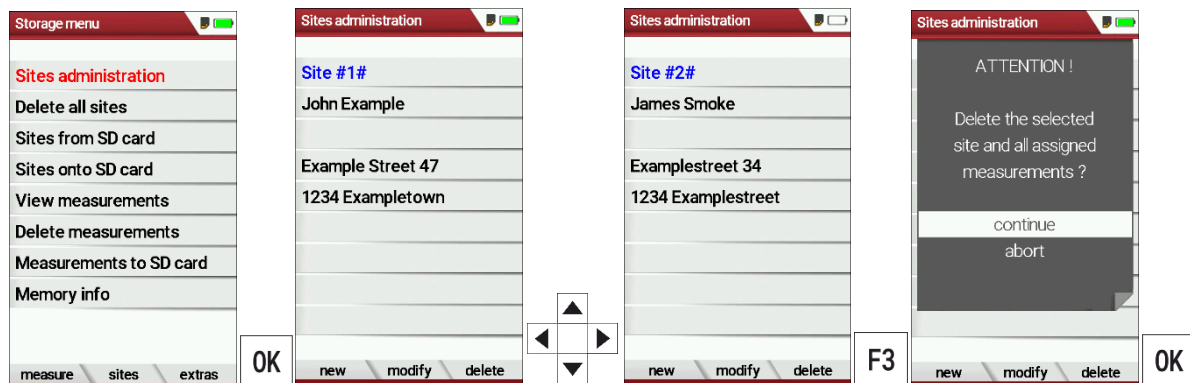 Storage menu
Sites administration
Delete all sites
Sites from SD card
Sites onto SD card
View measurements
Delete measurements
Measurements to SD card
Memory info
measure sites extras
OK
Sites administration
Site #1#
John Example
Example Street 47
1234 Exampletown
new modify delete
Sites administration
Site #2#
James Smoke
Examplestreet 34
1234 Examplestreet
new modify delete
F3
Sites administration
ATTENTION !
Delete the selected
site and all assigned
measurements ?
continue
abort
new modify delete
OK